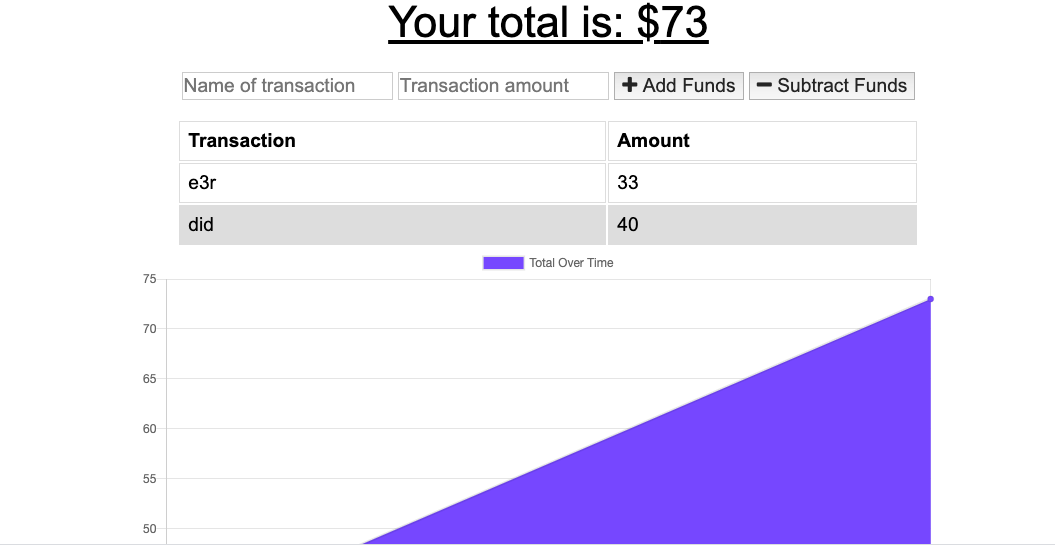 Your total is: $73
Name of transaction Transaction amount Add Funds Subtract Funds
Transaction Amount
e3r 33
did 40
Total Over Time
75
70
65
60
55
50